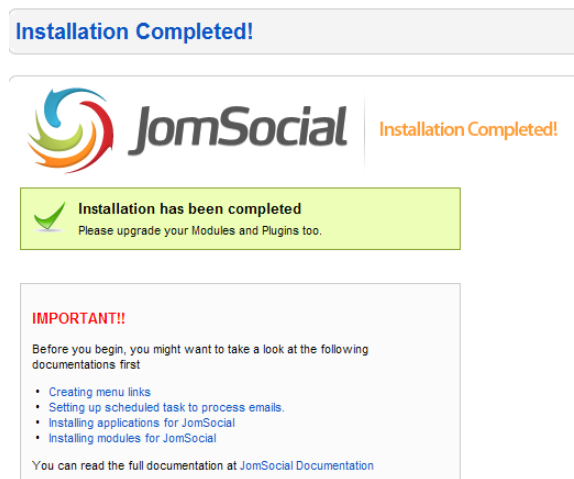 Installation Completed!
JomSocial
Installation Completed!
Installation has been completed
Please upgrade your Modules and Plugins too.
IMPORTANT!!
Before you begin, you might want to take a look at the following
documentations first
• Creating menu links
• Setting up scheduled task to process emails.
• Installing applications for JomSocial
• Installing modules for JomSocial
You can read the full documentation at JomSocial Documentation